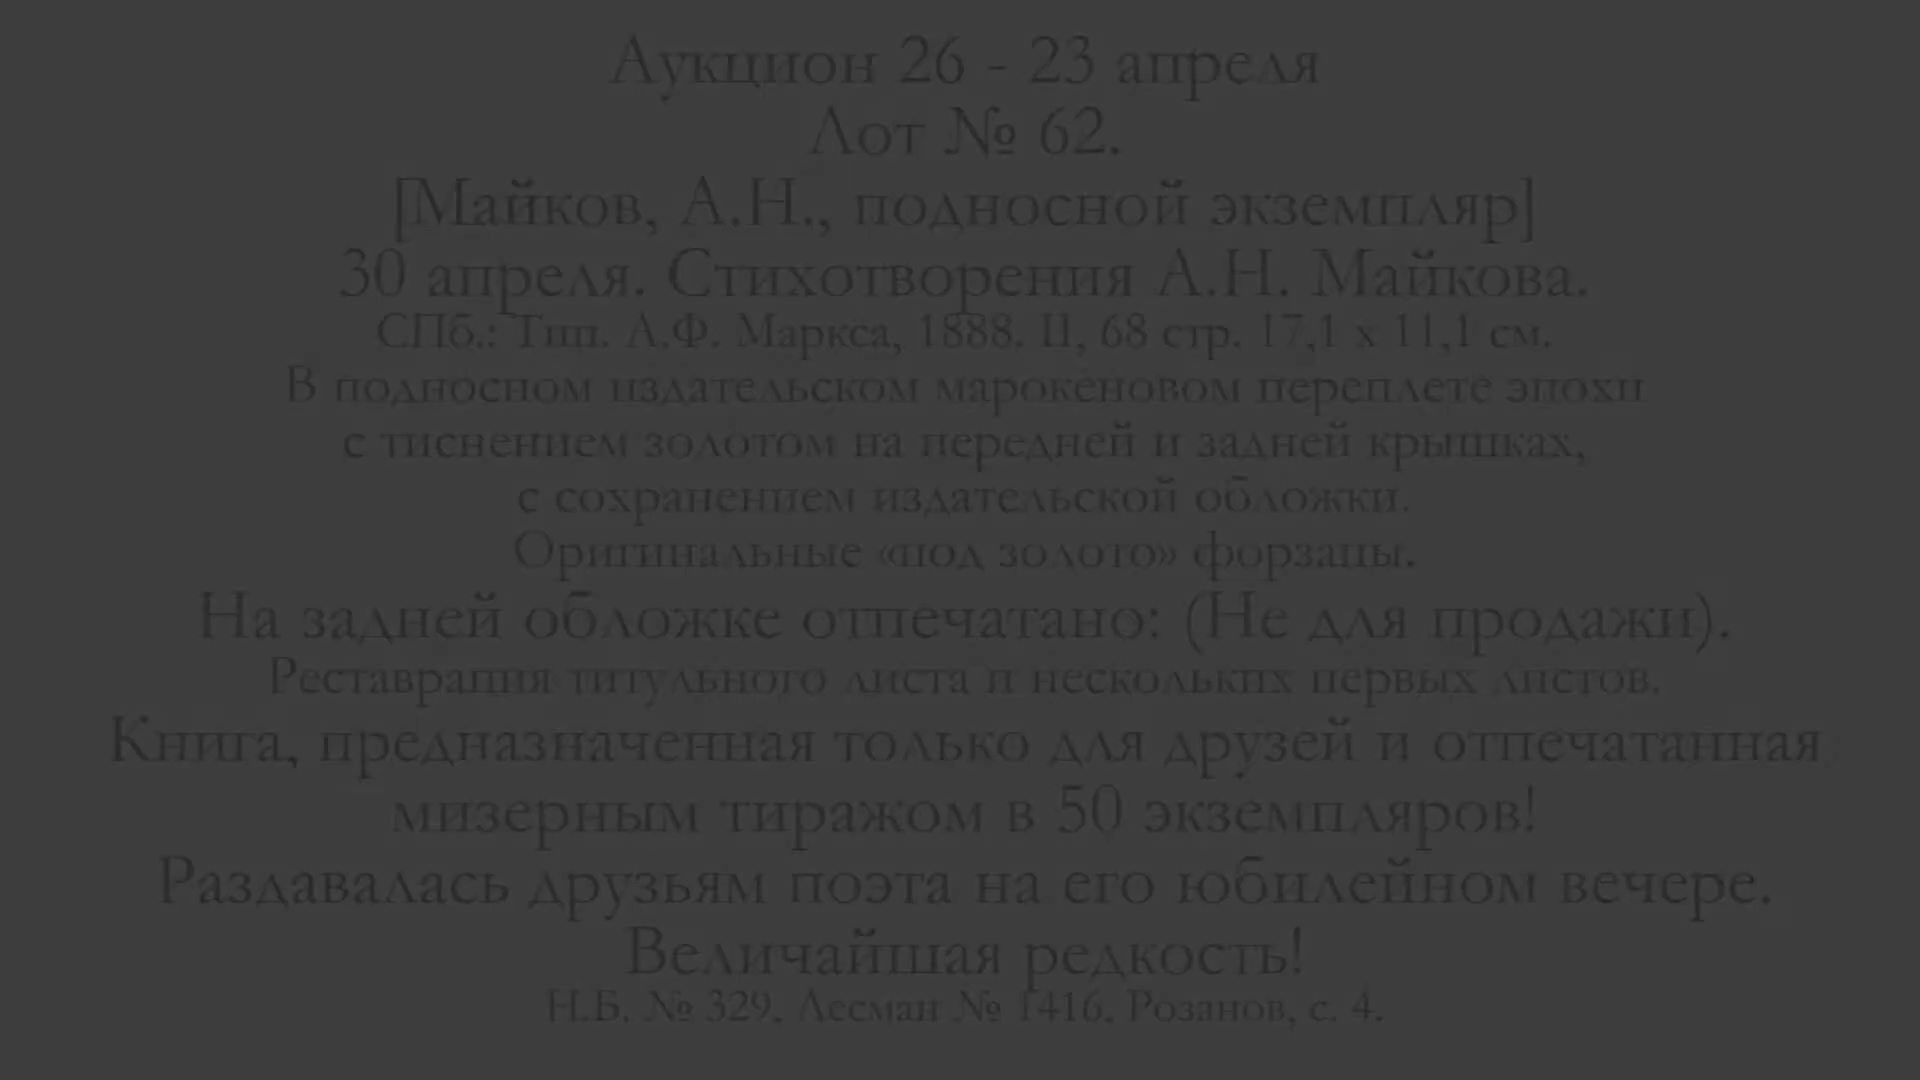 Аукцион 26 - 23 апреля
Лот № 62.
[Майков, А.Н., подносной экземпляр]
30 апреля. Стихотворения А.Н. Майкова.
СПб.: Тип. А.Ф. Маркса, 1888. II, 68 стр. 17,1 х 11,1 см.
В подносном издательском марокеновом переплете эпохи
с тиснением золотом на передней и задней крышках,
с сохранением издательской обложки.
Оригинальные «под золото» форзацы.
На задней обложке отпечатано: (Не для продажи).
Реставрация титульного листа и нескольких первых листов.
Книга, предназначенная только для друзей и отпечатанная
мизерным тиражом в 50 экземпляров!
Раздавалась друзьям поэта на его юбилейном вечере.
Величайшая редкость!
Н.Б. № 329, Лесман № 1416, Розанов, с. 4.